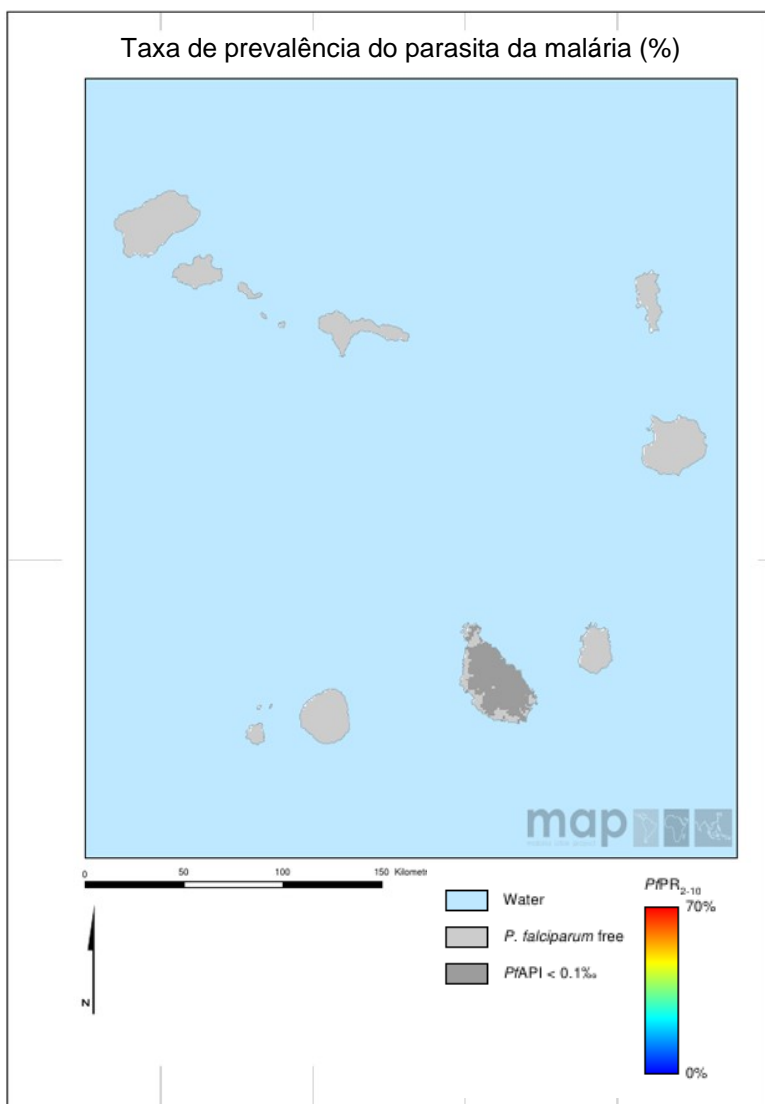 Taxa de prevalência do parasita da malária (%)
map
0 50 100 150 Kilometr
N
Water
P. falciparum free
PfAPI < 0.1‰
PfPR2-10
70%
0%